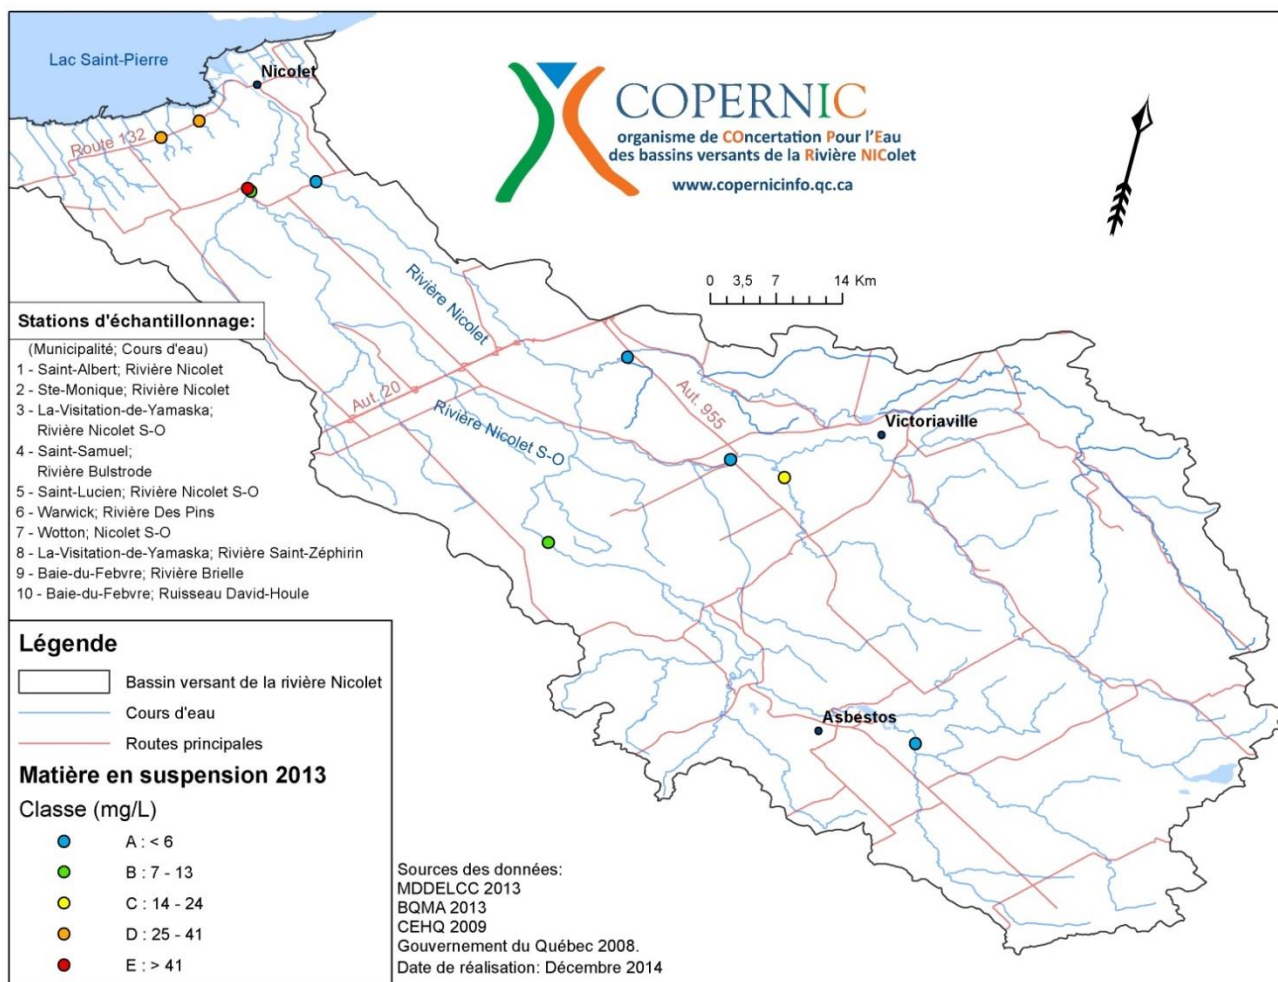 Lac Saint-Pierre
Nicolet
Route 132
COPERNIC
organisme de COncertation Pour l'Eau
des bassins versants de la Rivière NIColet
www.copernicinfo.qc.ca
0 3,5 7 14 Km
Rivière Nicolet
Aut. 20
Aut. 955
Rivière Nicolet S-O
Victoriaville
Asbestos
Stations d'échantillonnage:
(Municipalité; Cours d'eau)
1 - Saint-Albert; Rivière Nicolet
2 - Ste-Monique; Rivière Nicolet
3 - La-Visitation-de-Yamaska;
Rivière Nicolet S-O
4 - Saint-Samuel;
Rivière Bulstrode
5 - Saint-Lucien; Rivière Nicolet S-O
6 - Warwick; Rivière Des Pins
7 - Wotton; Nicolet S-O
8 - La-Visitation-de-Yamaska; Rivière Saint-Zéphirin
9 - Baie-du-Febvre; Rivière Brielle
10 - Baie-du-Febvre; Ruisseau David-Houle
Légende
Bassin versant de la rivière Nicolet
Cours d'eau
Routes principales
Matière en suspension 2013
Classe (mg/L)
A : < 6
B : 7 - 13
C : 14 - 24
D : 25 - 41
E : > 41
Sources des données:
MDDELCC 2013
BQMA 2013
CEHQ 2009
Gouvernement du Québec 2008.
Date de réalisation: Décembre 2014